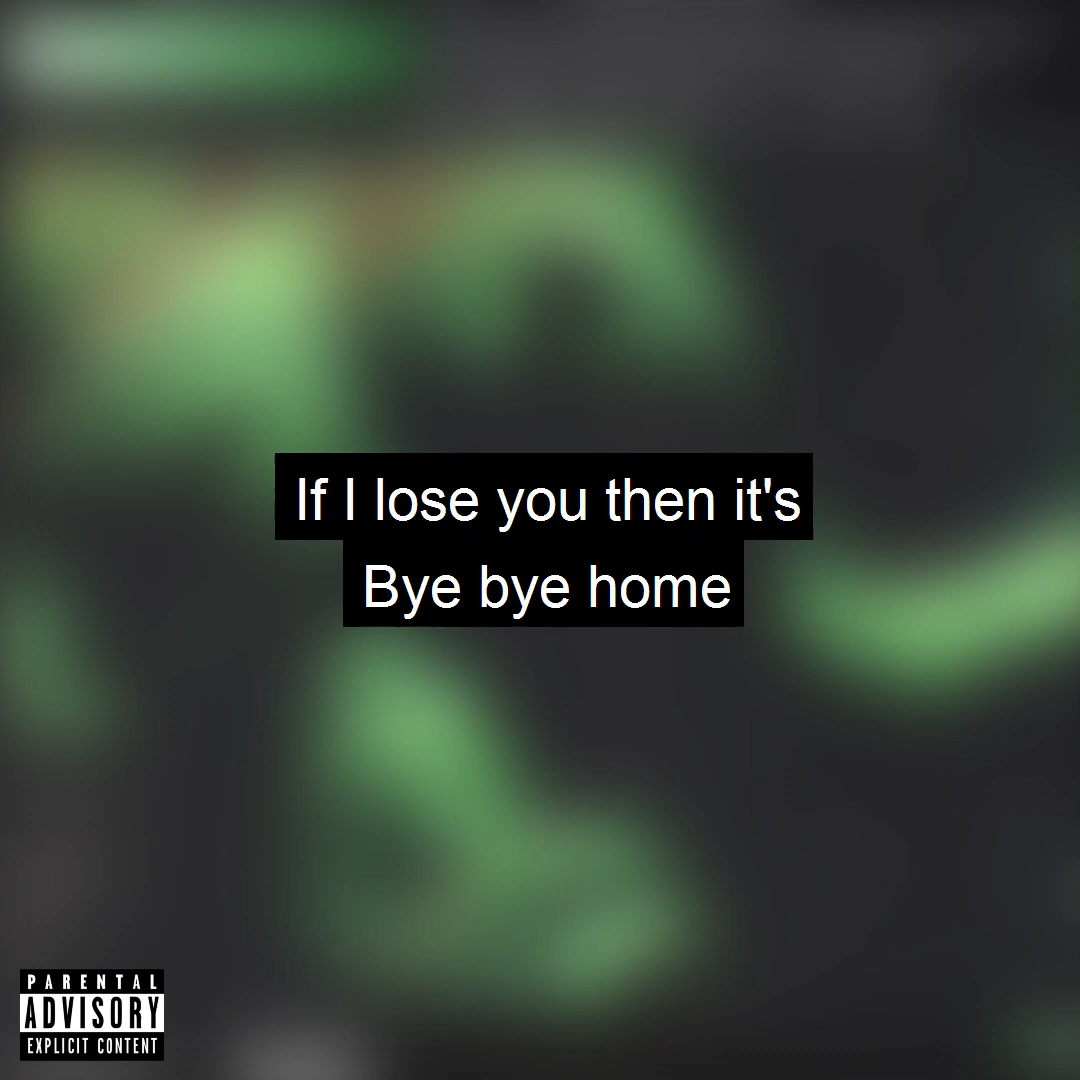 If I lose you then it's
Bye bye home
PARENTAL
ADVISORY
EXPLICIT CONTENT